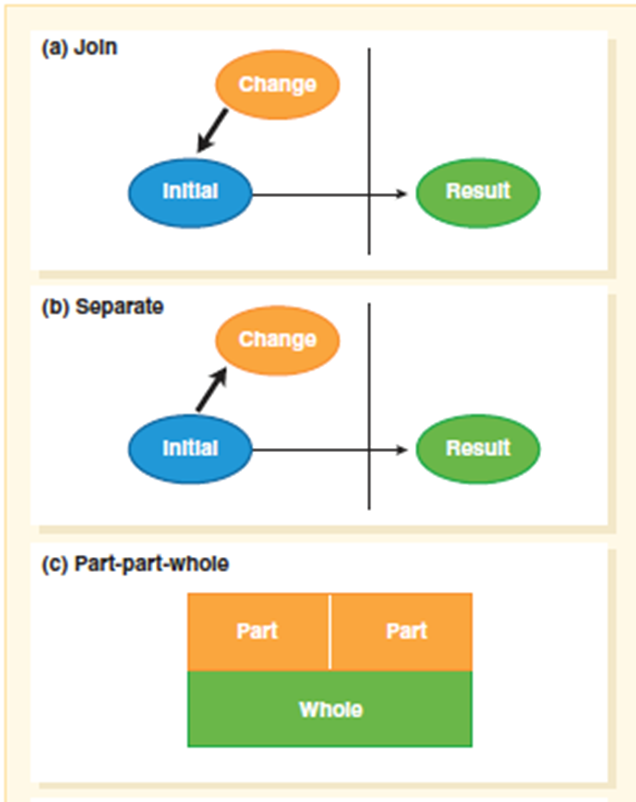 (a) Join
Change
Initial
Result
(b) Separate
Change
Initial
Result
(c) Part-part-whole
Part Part
Whole